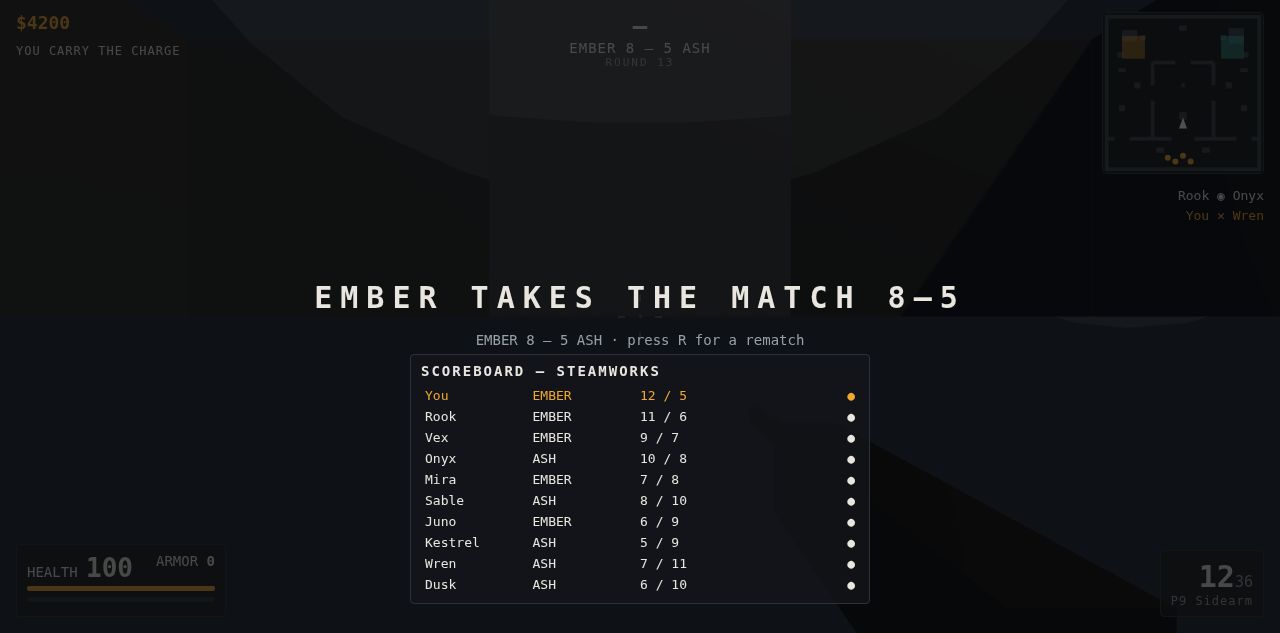 $4200
YOU CARRY THE CHARGE
—
EMBER 8 — 5 ASH
ROUND 13
Rook ◉ Onyx
You × Wren
EMBER TAKES THE MATCH 8—5
EMBER 8 — 5 ASH · press R for a rematch
SCOREBOARD — STEAMWORKS
You EMBER 12 / 5 ●
Rook EMBER 11 / 6 ●
Vex EMBER 9 / 7 ●
Onyx ASH 10 / 8 ●
Mira EMBER 7 / 8 ●
Sable ASH 8 / 10 ●
Juno EMBER 6 / 9 ●
Kestrel ASH 5 / 9 ●
Wren ASH 7 / 11 ●
Dusk ASH 6 / 10 ●
HEALTH 100 ARMOR 0
12 36
P9 Sidearm